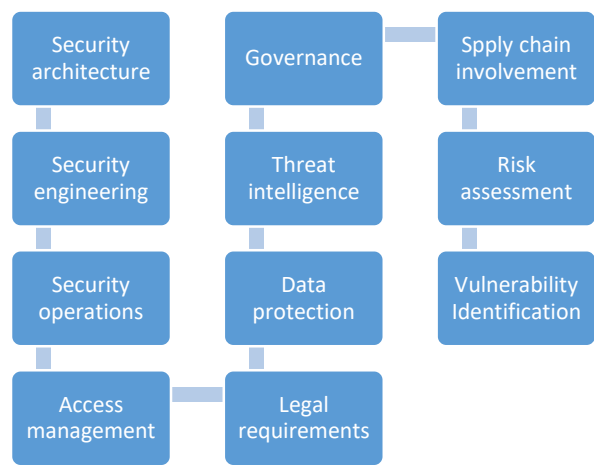 Security
architecture
Security
engineering
Security
operations
Access
management
Legal
requirements
Data
protection
Threat
intelligence
Governance
Spply chain
involvement
Risk
assessment
Vulnerability
Identification